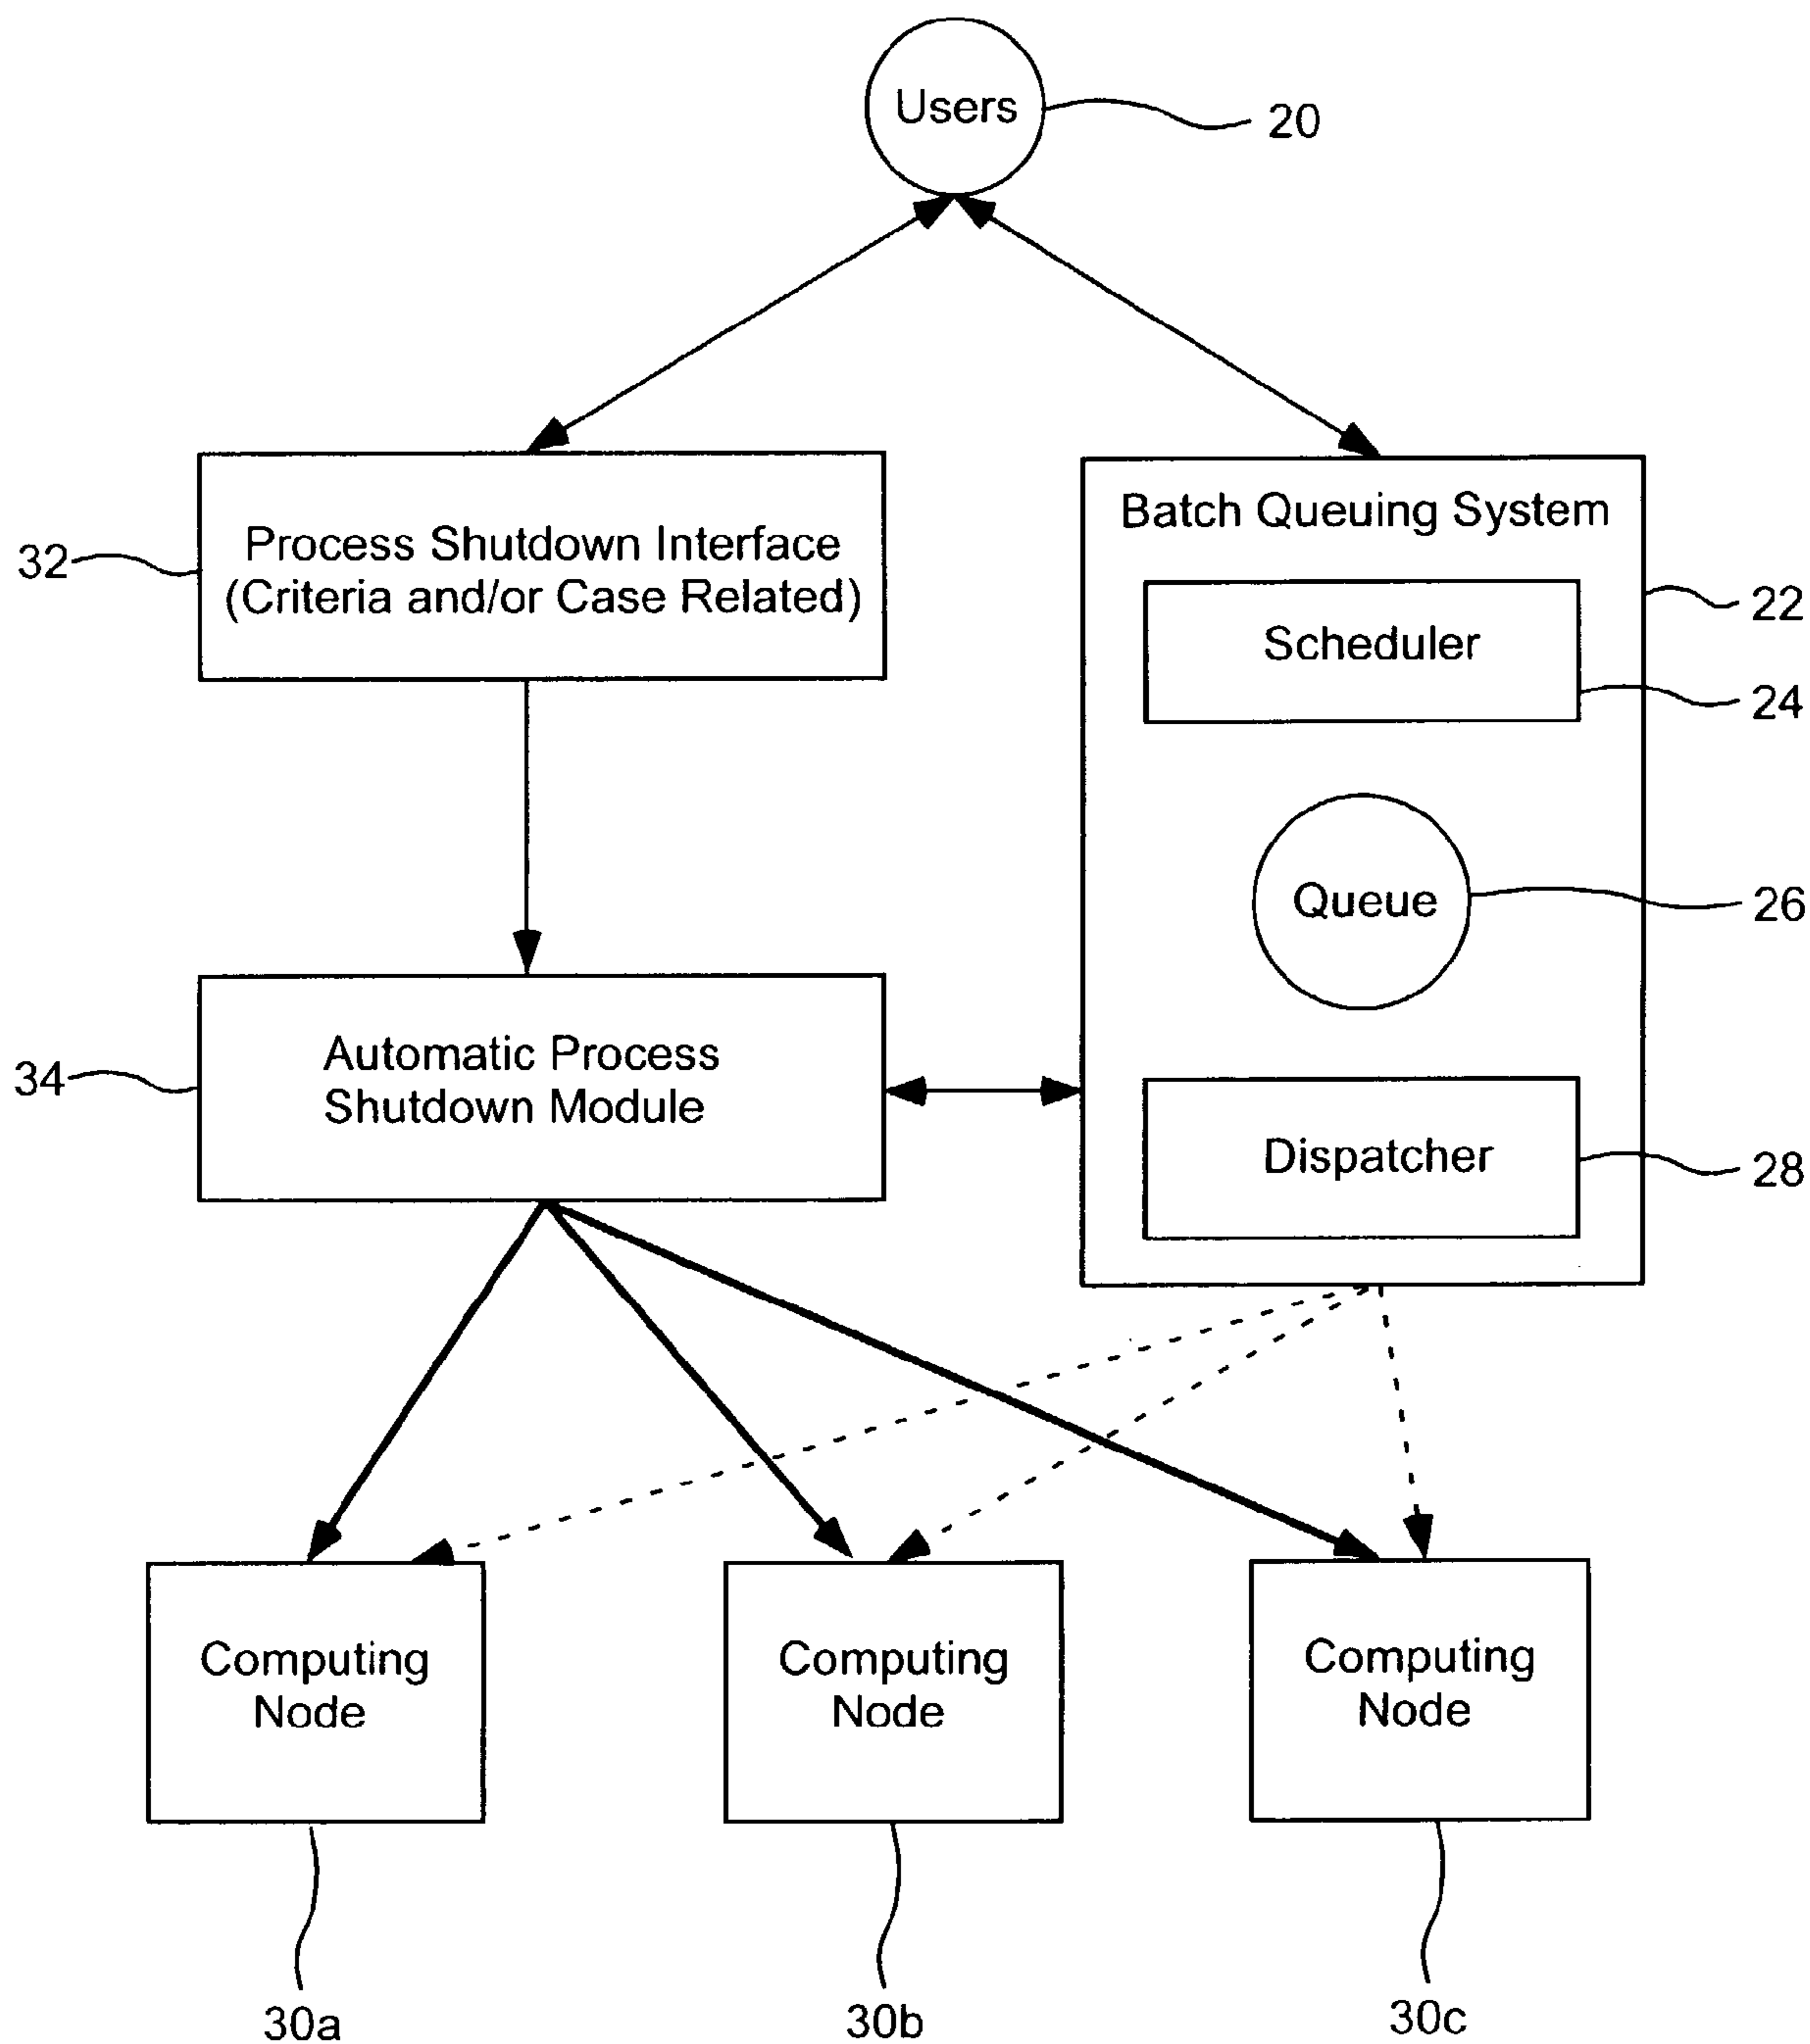 Users
20
Process Shutdown Interface
(Criteria and/or Case Related)
32
Batch Queuing System
22
Scheduler
24
Queue
26
Automatic Process
Shutdown Module
34
Dispatcher
28
Computing
Node
Computing
Node
Computing
Node
30a
30b
30c